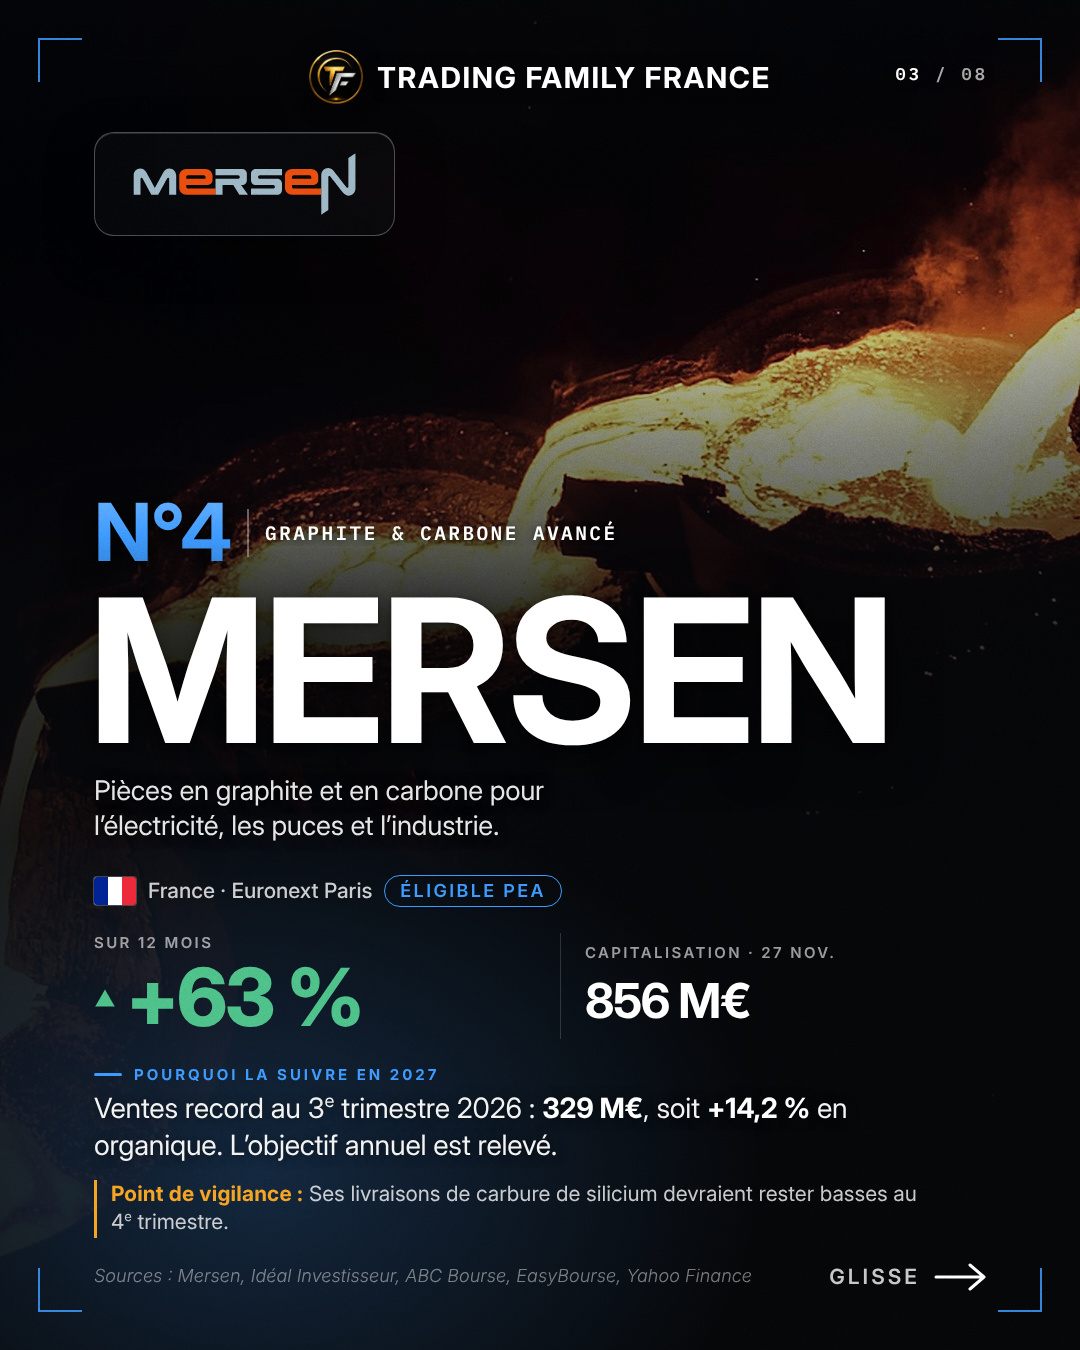 TF TRADING FAMILY FRANCE
03 / 08
MERSEN
N°4
GRAPHITE & CARBONE AVANCÉ
MERSEN
Pièces en graphite et en carbone pour
l’électricité, les puces et l’industrie.
France · Euronext Paris
ÉLIGIBLE PEA
SUR 12 MOIS
+63 %
CAPITALISATION · 27 NOV.
856 M€
POURQUOI LA SUIVRE EN 2027
Ventes record au 3e trimestre 2026 : 329 M€, soit +14,2 % en
organique. L’objectif annuel est relevé.
Point de vigilance : Ses livraisons de carbure de silicium devraient rester basses au
4e trimestre.
Sources : Mersen, Idéal Investisseur, ABC Bourse, EasyBourse, Yahoo Finance
GLISSE